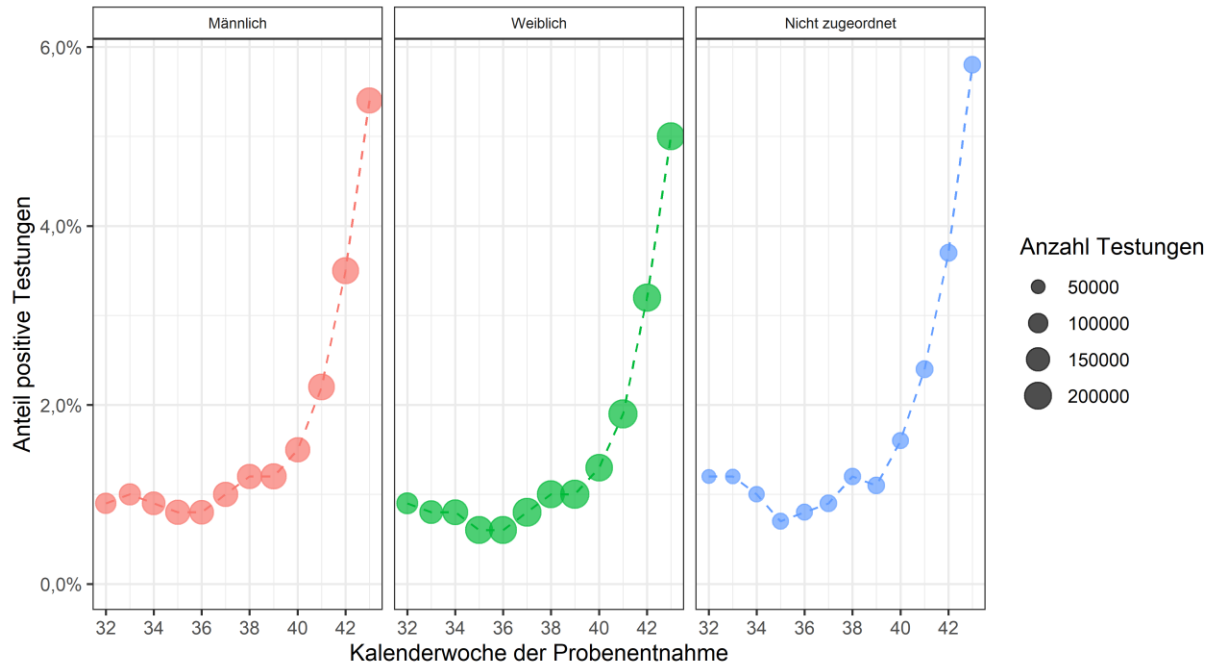 Männlich
Weiblich
Nicht zugeordnet
6,0%
4,0%
2,0%
0,0%
Anteil positive Testungen
32 34 36 38 40 42
32 34 36 38 40 42
32 34 36 38 40 42
Kalenderwoche der Probenentnahme
Anzahl Testungen
50000
100000
150000
200000